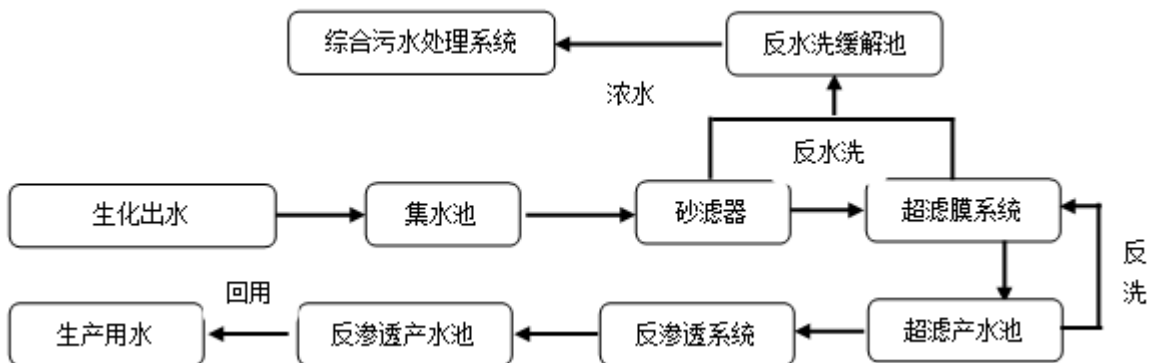 综合污水处理系统
反水洗缓解池
浓水
反水洗
生化出水
集水池
砂滤器
超滤膜系统
反
洗
回用
生产用水
反渗透产水池
反渗透系统
超滤产水池